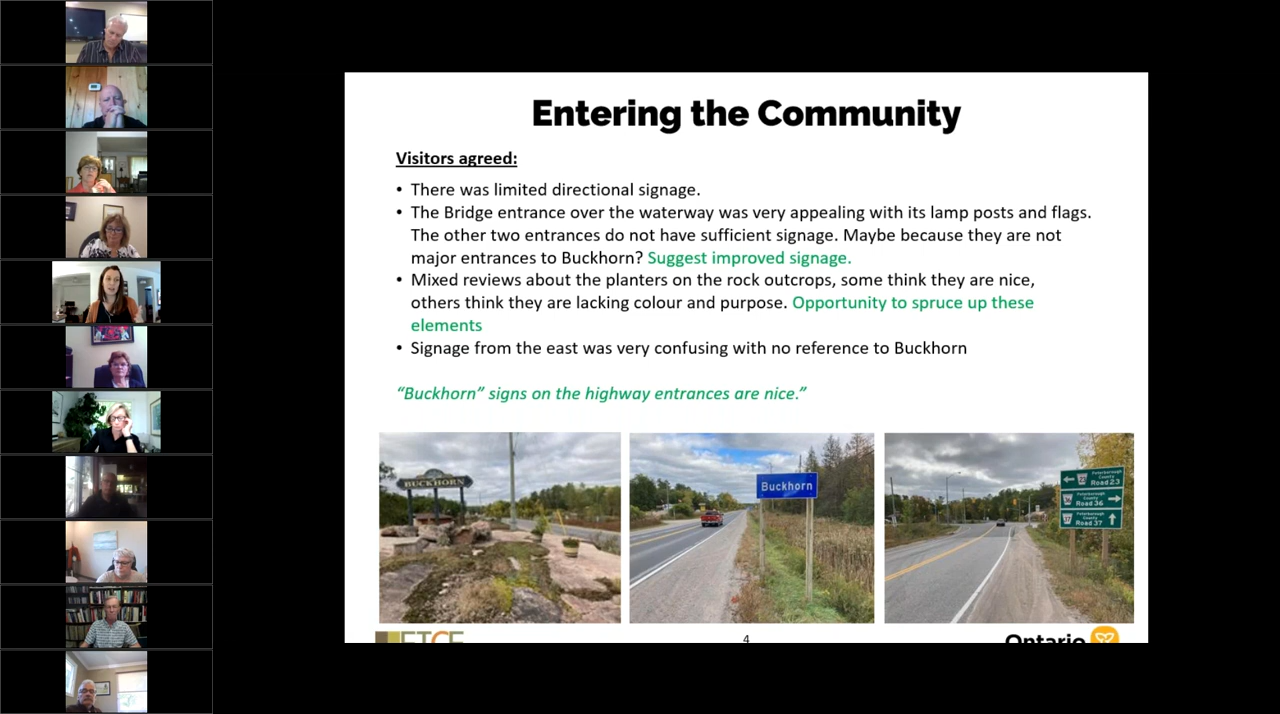 Entering the Community
Visitors agreed:
• There was limited directional signage.
• The Bridge entrance over the waterway was very appealing with its lamp posts and flags.
The other two entrances do not have sufficient signage. Maybe because they are not
major entrances to Buckhorn? Suggest improved signage.
• Mixed reviews about the planters on the rock outcrops, some think they are nice,
others think they are lacking colour and purpose. Opportunity to spruce up these
elements
• Signage from the east was very confusing with no reference to Buckhorn
“Buckhorn” signs on the highway entrances are nice.”
BUCKHORN
Buckhorn
Peterborough
County
Road 23
Peterborough
County
Road 36
Peterborough
County
Road 37
4
Ontario